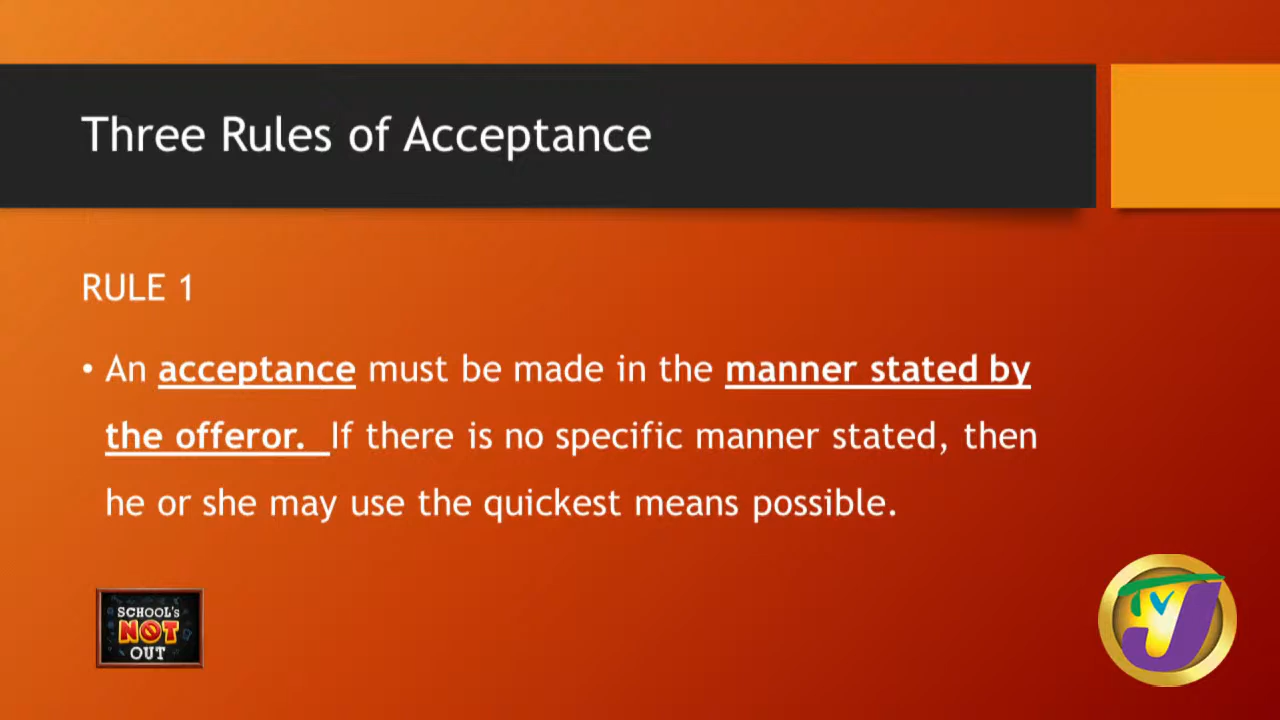 Three Rules of Acceptance
RULE 1
• An acceptance must be made in the manner stated by
the offeror. If there is no specific manner stated, then
he or she may use the quickest means possible.
SCHOOL's
NOT
OUT
TVJ